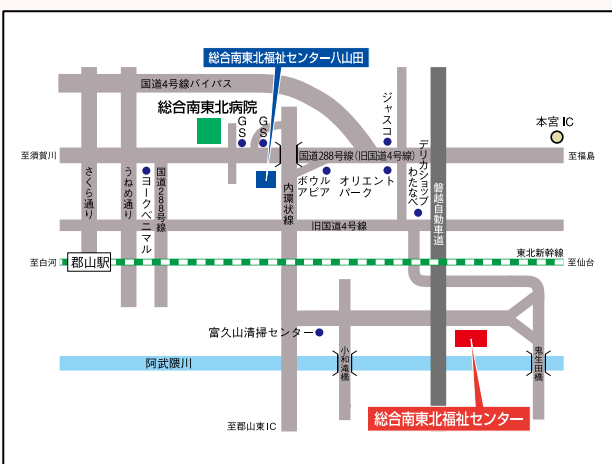 総合南東北福祉センター八山田
国道4号線バイパス
総合南東北病院
GS
GS
ジャスコ
本宮IC
至須賀川
国道288号線(旧国道4号線)
至福島
さくら通り
うねめ通り
ヨークベニマル
国道288号線
内環状線
ボウル
アピア
オリエント
パーク
デリカショップ
わたなべ
磐越自動車道
旧国道4号線
東北新幹線
至白河
郡山駅
至仙台
富久山清掃センター
小和滝橋
鬼生田橋
阿武隈川
総合南東北福祉センター
至郡山東IC